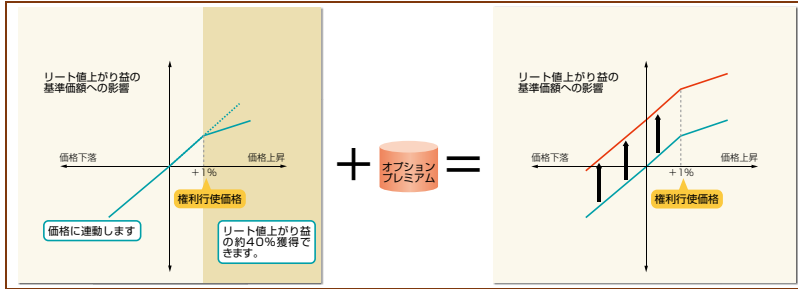 リート値上がり益の
基準価額への影響
価格下落
価格上昇
+1%
権利行使価格
価格に連動します
リート値上がり益
の約40%獲得で
きます。
+
オプション
プレミアム
=
リート値上がり益の
基準価額への影響
価格下落
価格上昇
+1%
権利行使価格